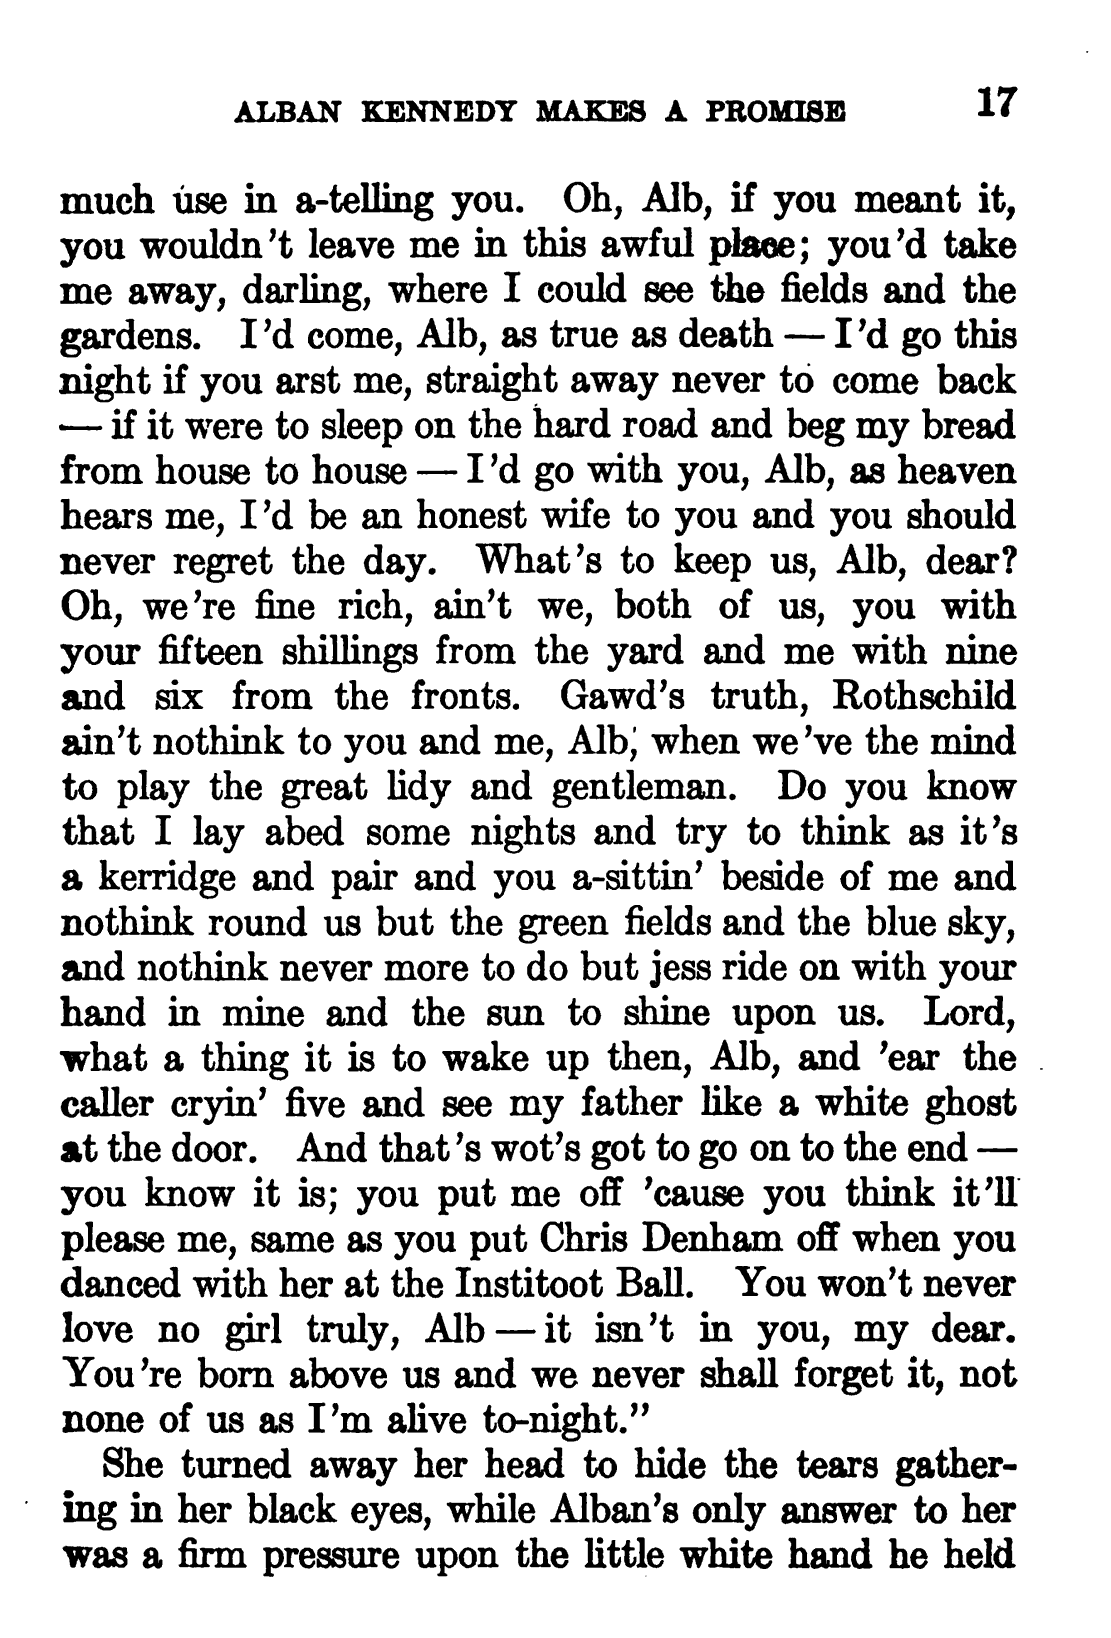 ALBAN KENNEDY MAKES A PROMISE 17
much use in a-telling you. Oh, Alb, if you meant it,
you wouldn't leave me in this awful place; you'd take
me away, darling, where I could see the fields and the
gardens. I'd come, Alb, as true as death — I'd go this
night if you arst me, straight away never to come back
— if it were to sleep on the hard road and beg my bread
from house to house — I'd go with you, Alb, as heaven
hears me, I'd be an honest wife to you and you should
never regret the day. What's to keep us, Alb, dear?
Oh, we're fine rich, ain't we, both of us, you with
your fifteen shillings from the yard and me with nine
and six from the fronts. Gawd's truth, Rothschild
ain't nothink to you and me, Alb, when we've the mind
to play the great lidy and gentleman. Do you know
that I lay abed some nights and try to think as it's
a kerridge and pair and you a-sittin' beside of me and
nothink round us but the green fields and the blue sky,
and nothink never more to do but jess ride on with your
hand in mine and the sun to shine upon us. Lord,
what a thing it is to wake up then, Alb, and 'ear the
caller cryin' five and see my father like a white ghost
at the door. And that's wot's got to go on to the end —
you know it is; you put me off 'cause you think it'll
please me, same as you put Chris Denham off when you
danced with her at the Institoot Ball. You won't never
love no girl truly, Alb — it isn't in you, my dear.
You're born above us and we never shall forget it, not
none of us as I'm alive to-night."
She turned away her head to hide the tears gather-
ing in her black eyes, while Alban's only answer to her
was a firm pressure upon the little white hand he held